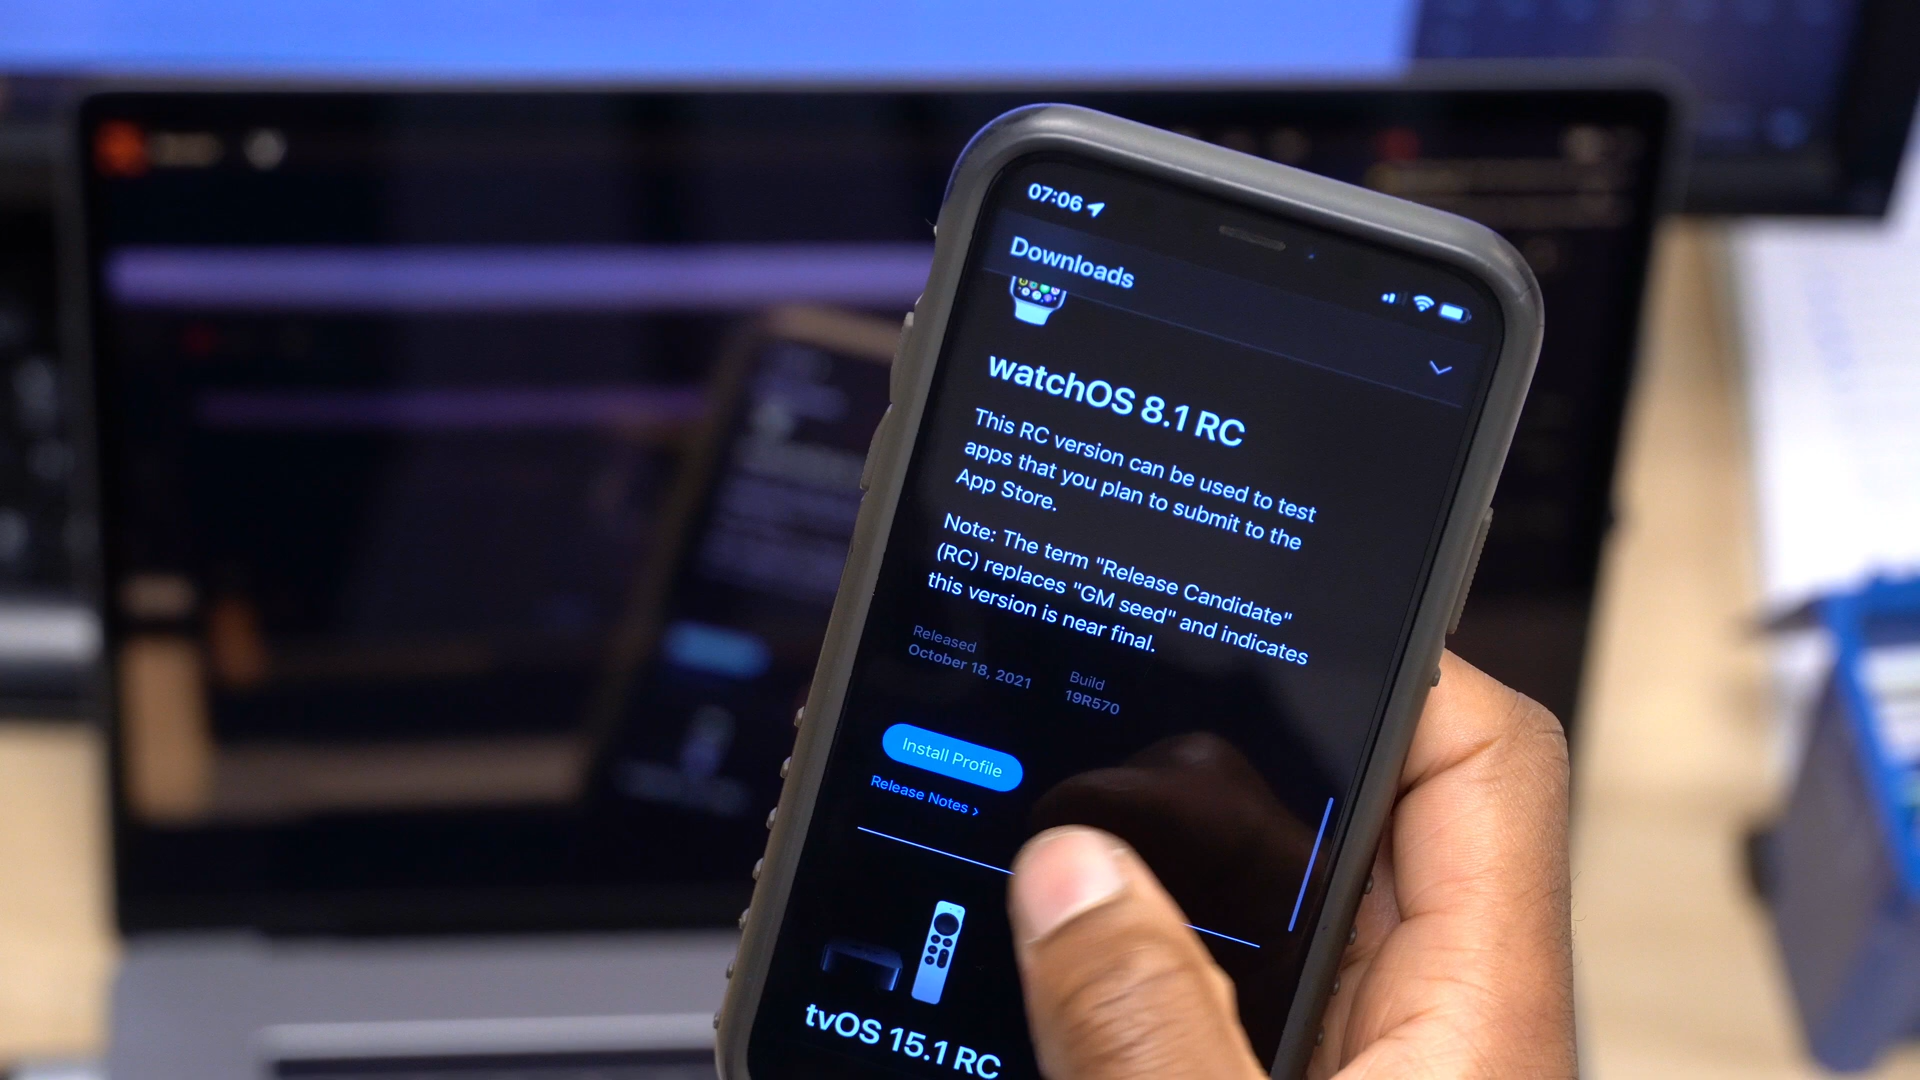 07:06
Downloads
watchOS 8.1 RC
This RC version can be used to test
apps that you plan to submit to the
App Store.
Note: The term "Release Candidate"
(RC) replaces "GM seed" and indicates
this version is near final.
Released
October 18, 2021
Build
19R570
Install Profile
Release Notes >
tvOS 15.1 RC